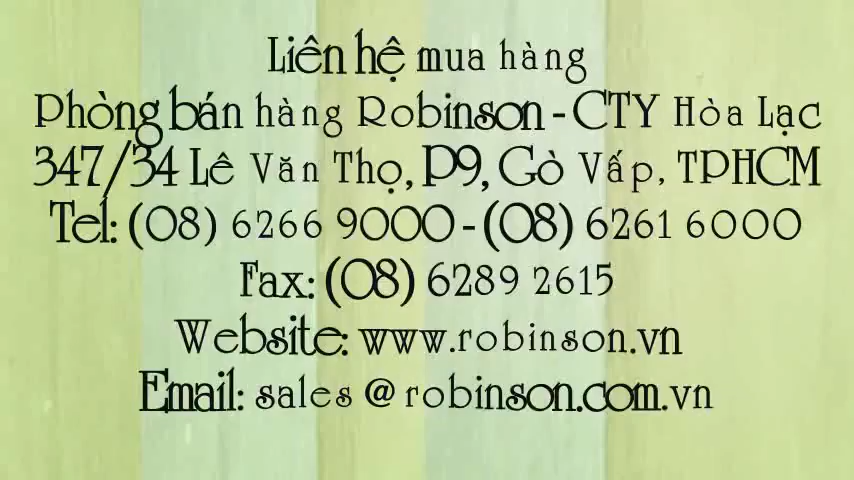 Liên hệ mua hàng
Phòng bán hàng Robinson - CTY Hòa Lạc
347/34 Lê Văn Thọ, P9, Gò Vấp, TPHCM
Tel: (08) 6266 9000 - (08) 6261 6000
Fax: (08) 6289 2615
Website: www.robinson.vn
Email: sales @ robinson.com.vn